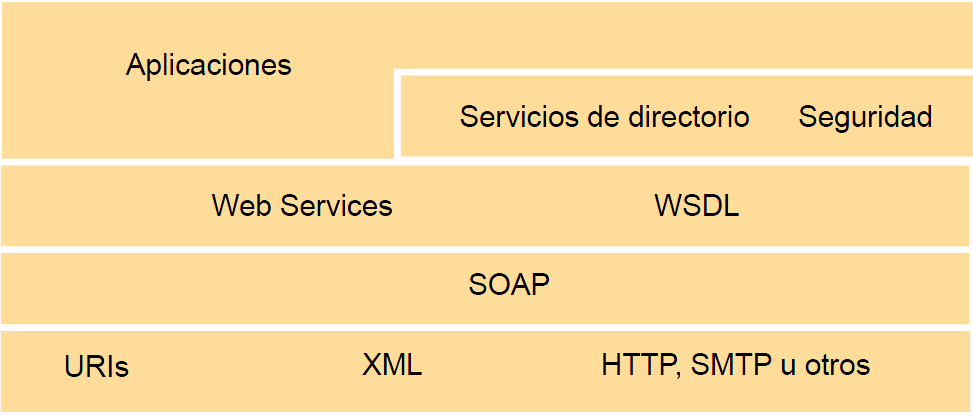 Aplicaciones
Servicios de directorio Seguridad
Web Services WSDL
SOAP
URIs XML HTTP, SMTP u otros